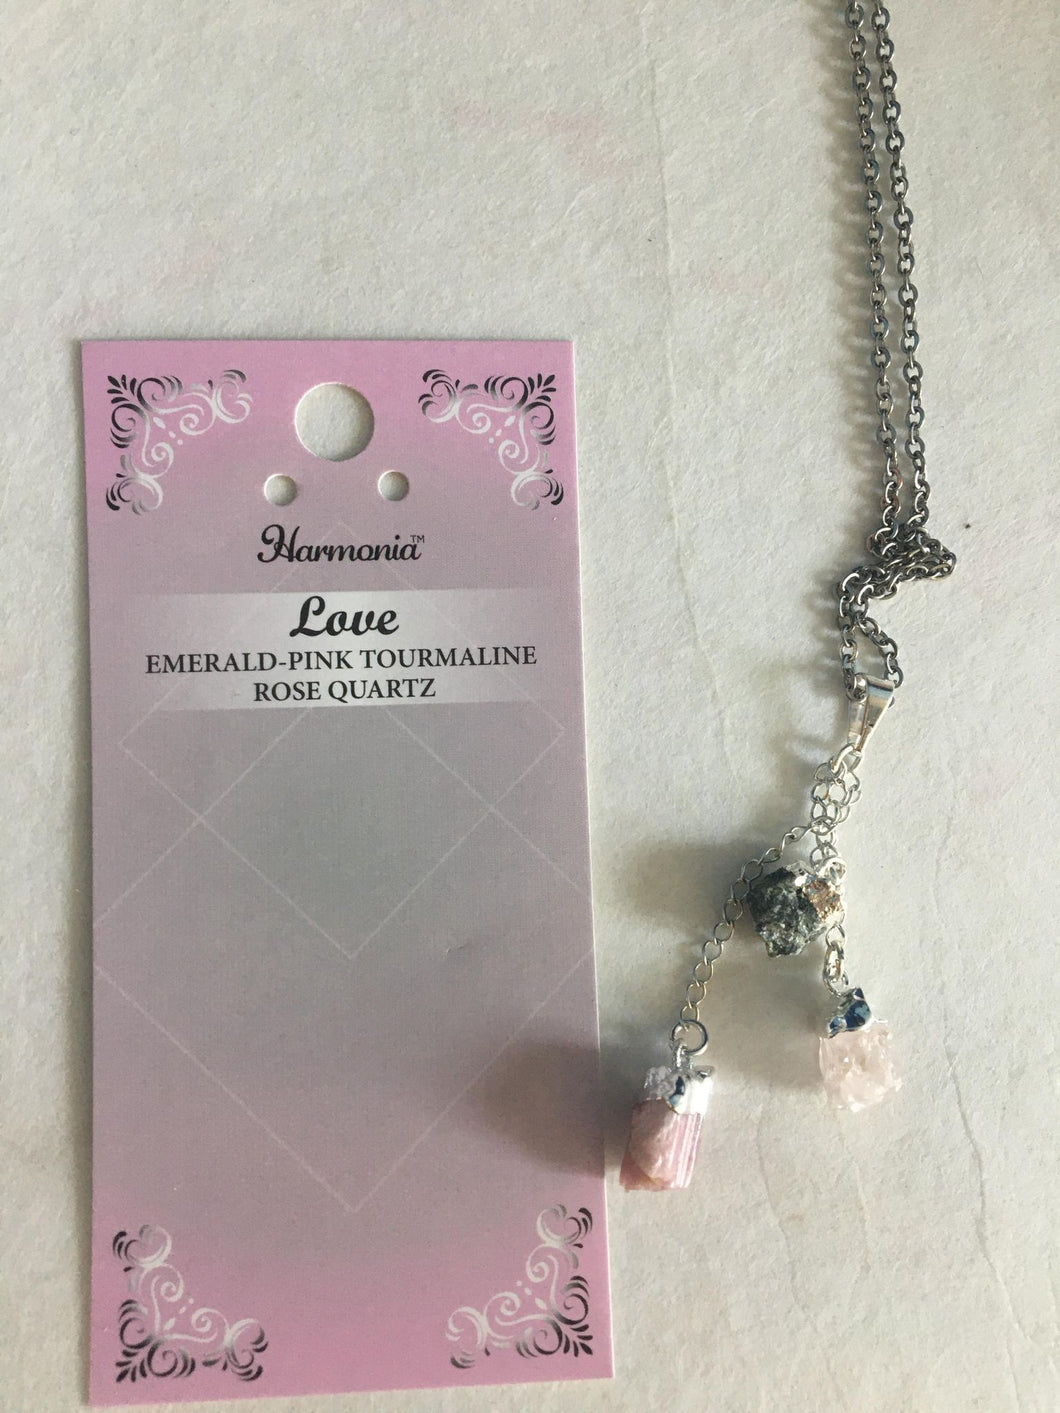 Harmonia™
Love
EMERALD-PINK TOURMALINE
ROSE QUARTZ